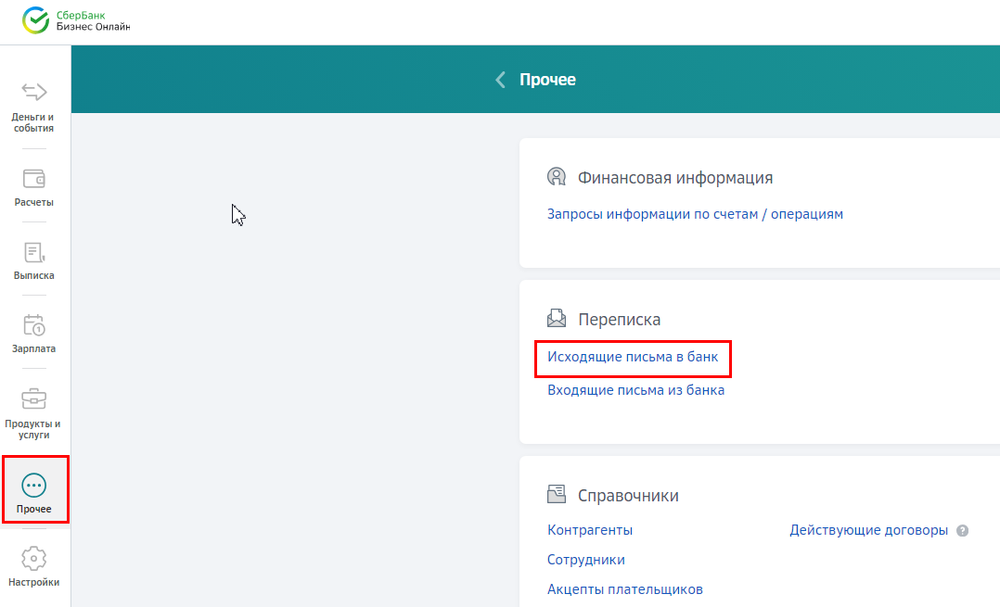 СберБанк
Бизнес Онлайн
Прочее
Деньги и
события
Расчеты
Выписка
1
Зарплата
Продукты и
услуги
Прочее
Настройки
Финансовая информация
Запросы информации по счетам / операциям
Переписка
Исходящие письма в банк
Входящие письма из банка
Справочники
Контрагенты
Действующие договоры ?
Сотрудники
Акцепты плательщиков